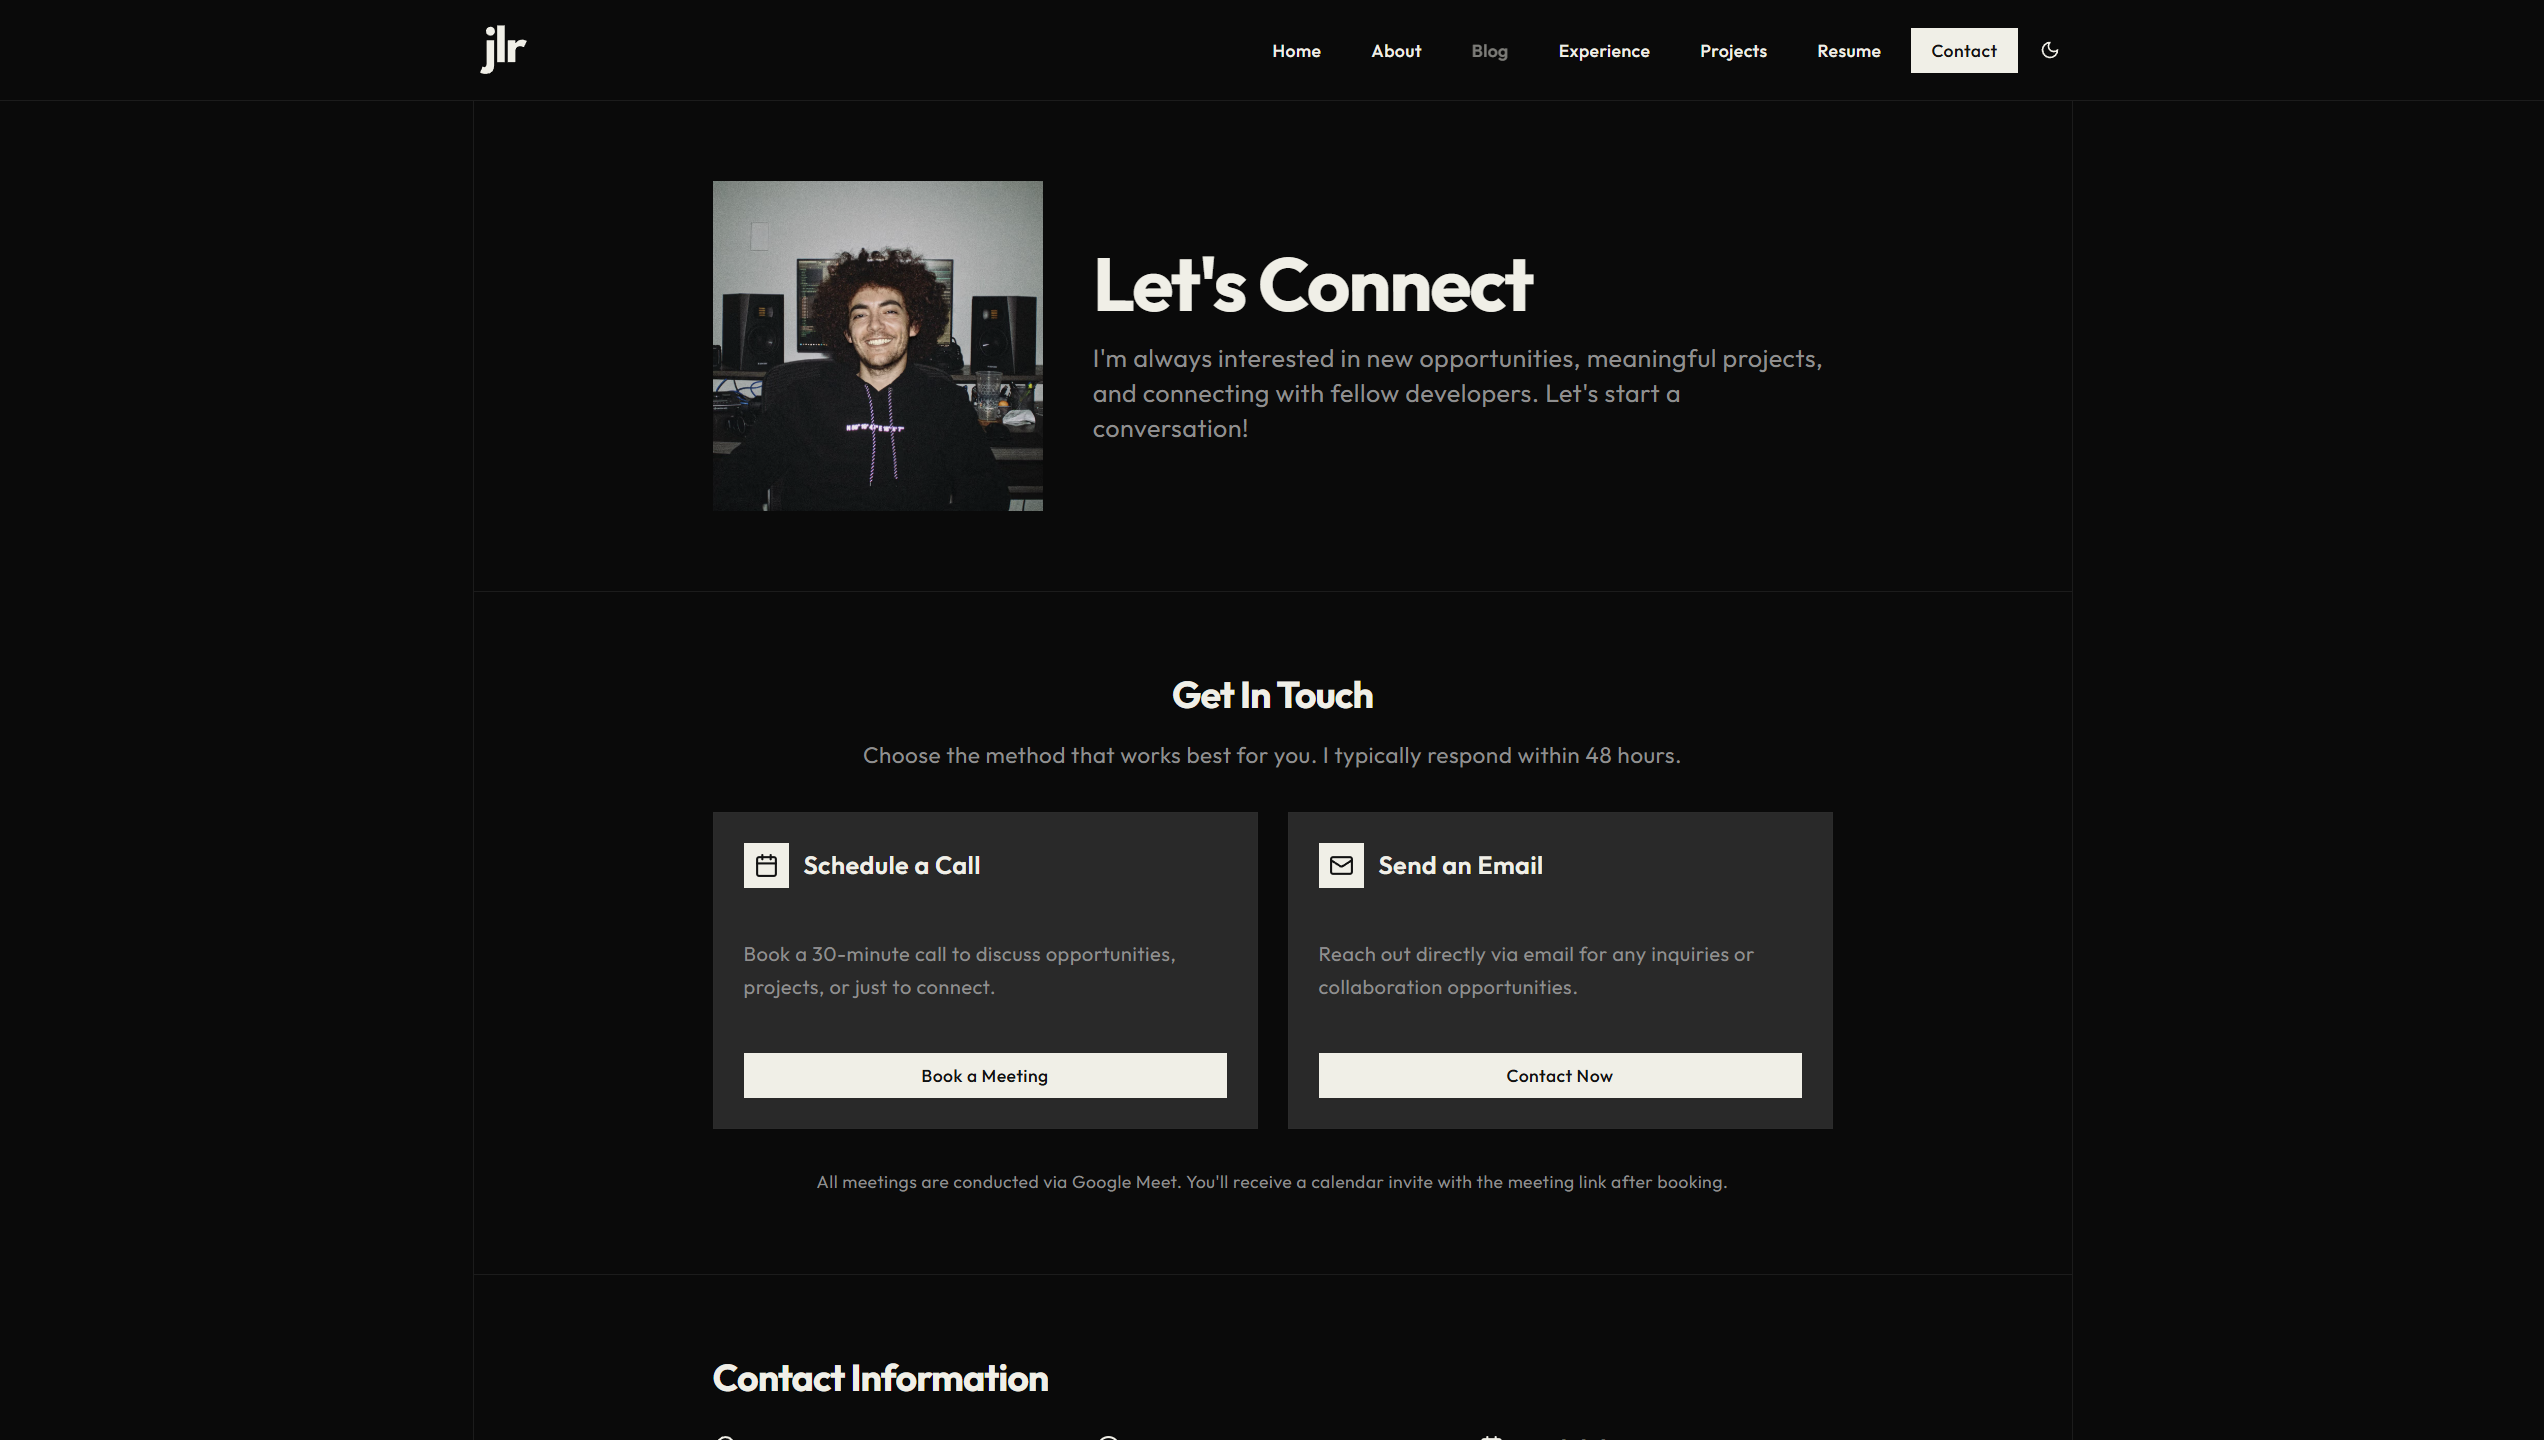 jlr
Home About Blog Experience Projects Resume Contact
Let's Connect
I'm always interested in new opportunities, meaningful projects,
and connecting with fellow developers. Let's start a
conversation!
Get In Touch
Choose the method that works best for you. I typically respond within 48 hours.
Schedule a Call
Book a 30-minute call to discuss opportunities,
projects, or just to connect.
Book a Meeting
Send an Email
Reach out directly via email for any inquiries or
collaboration opportunities.
Contact Now
All meetings are conducted via Google Meet. You'll receive a calendar invite with the meeting link after booking.
Contact Information